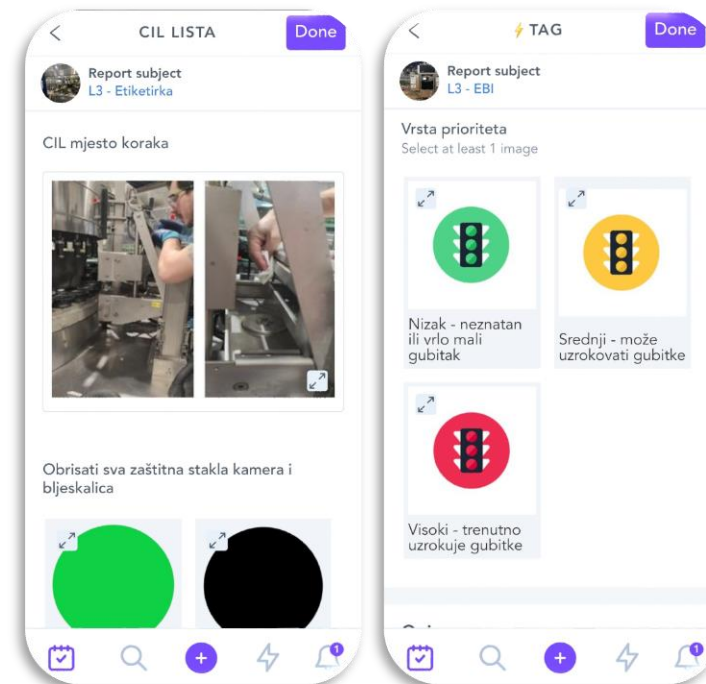 CIL LISTA
Done
Report subject
L3 - Etiketirka
CIL mjesto koraka
Obrisati sva zaštitna stakla kamera i
bljeskalica
1
TAG
Done
Report subject
L3 - EBI
Vrsta prioriteta
Select at least 1 image
Nizak - neznatan
ili vrlo mali
gubitak
Srednji - može
uzrokovati gubitke
Visoki - trenutno
uzrokuje gubitke
1